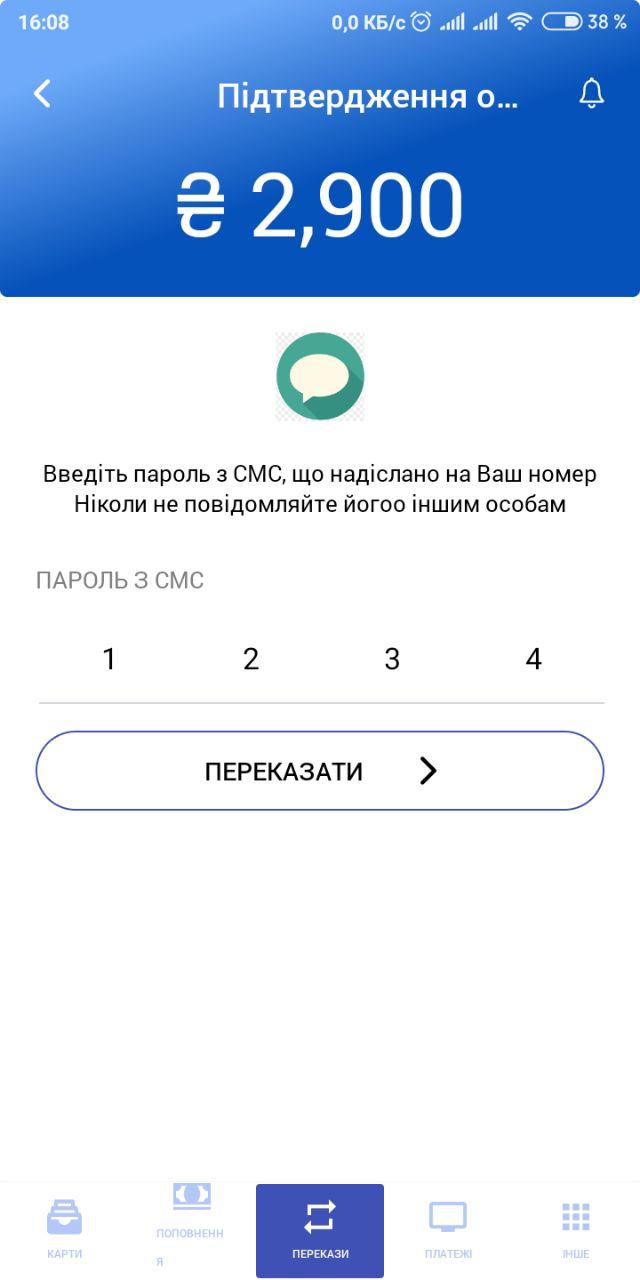 16:08 0,0 КБ/с 38 %
Підтвердження о...
₴ 2,900
Введіть пароль з СМС, що надіслано на Ваш номер
Ніколи не повідомляйте йогоо іншим особам
ПАРОЛЬ З СМС
1 2 3 4
ПЕРЕКАЗАТИ
КАРТИ
ПОПОВНЕНН
Я
ПЕРЕКАЗИ
ПЛАТЕЖІ
ІНШЕ